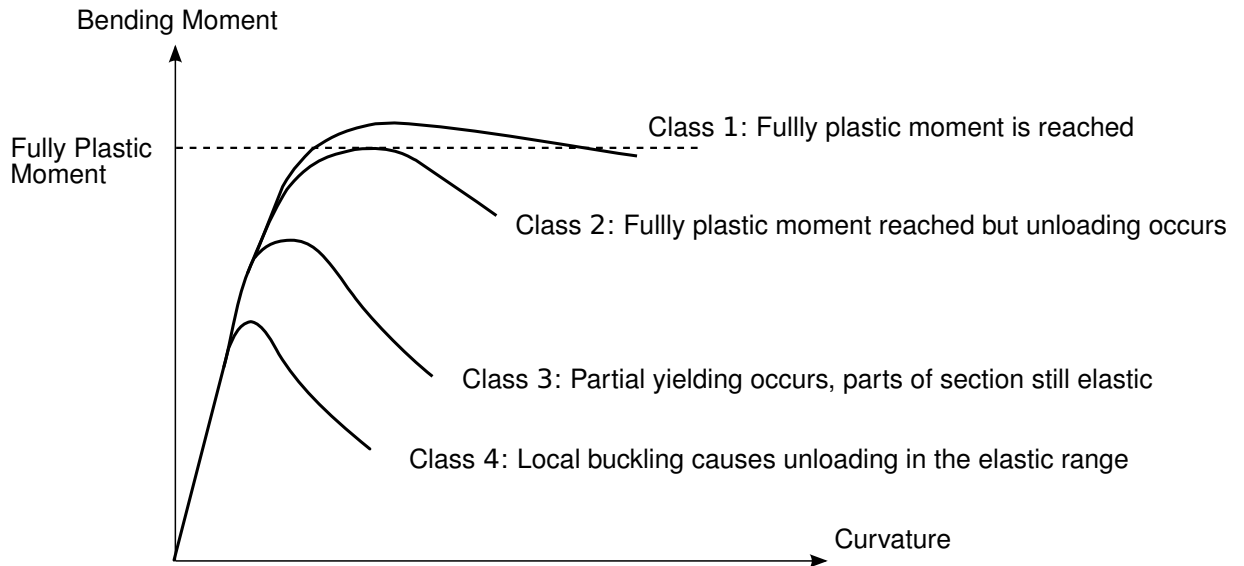 Bending Moment
Class 1: Fullly plastic moment is reached
Fully Plastic
Moment
Class 2: Fullly plastic moment reached but unloading occurs
Class 3: Partial yielding occurs, parts of section still elastic
Class 4: Local buckling causes unloading in the elastic range
Curvature